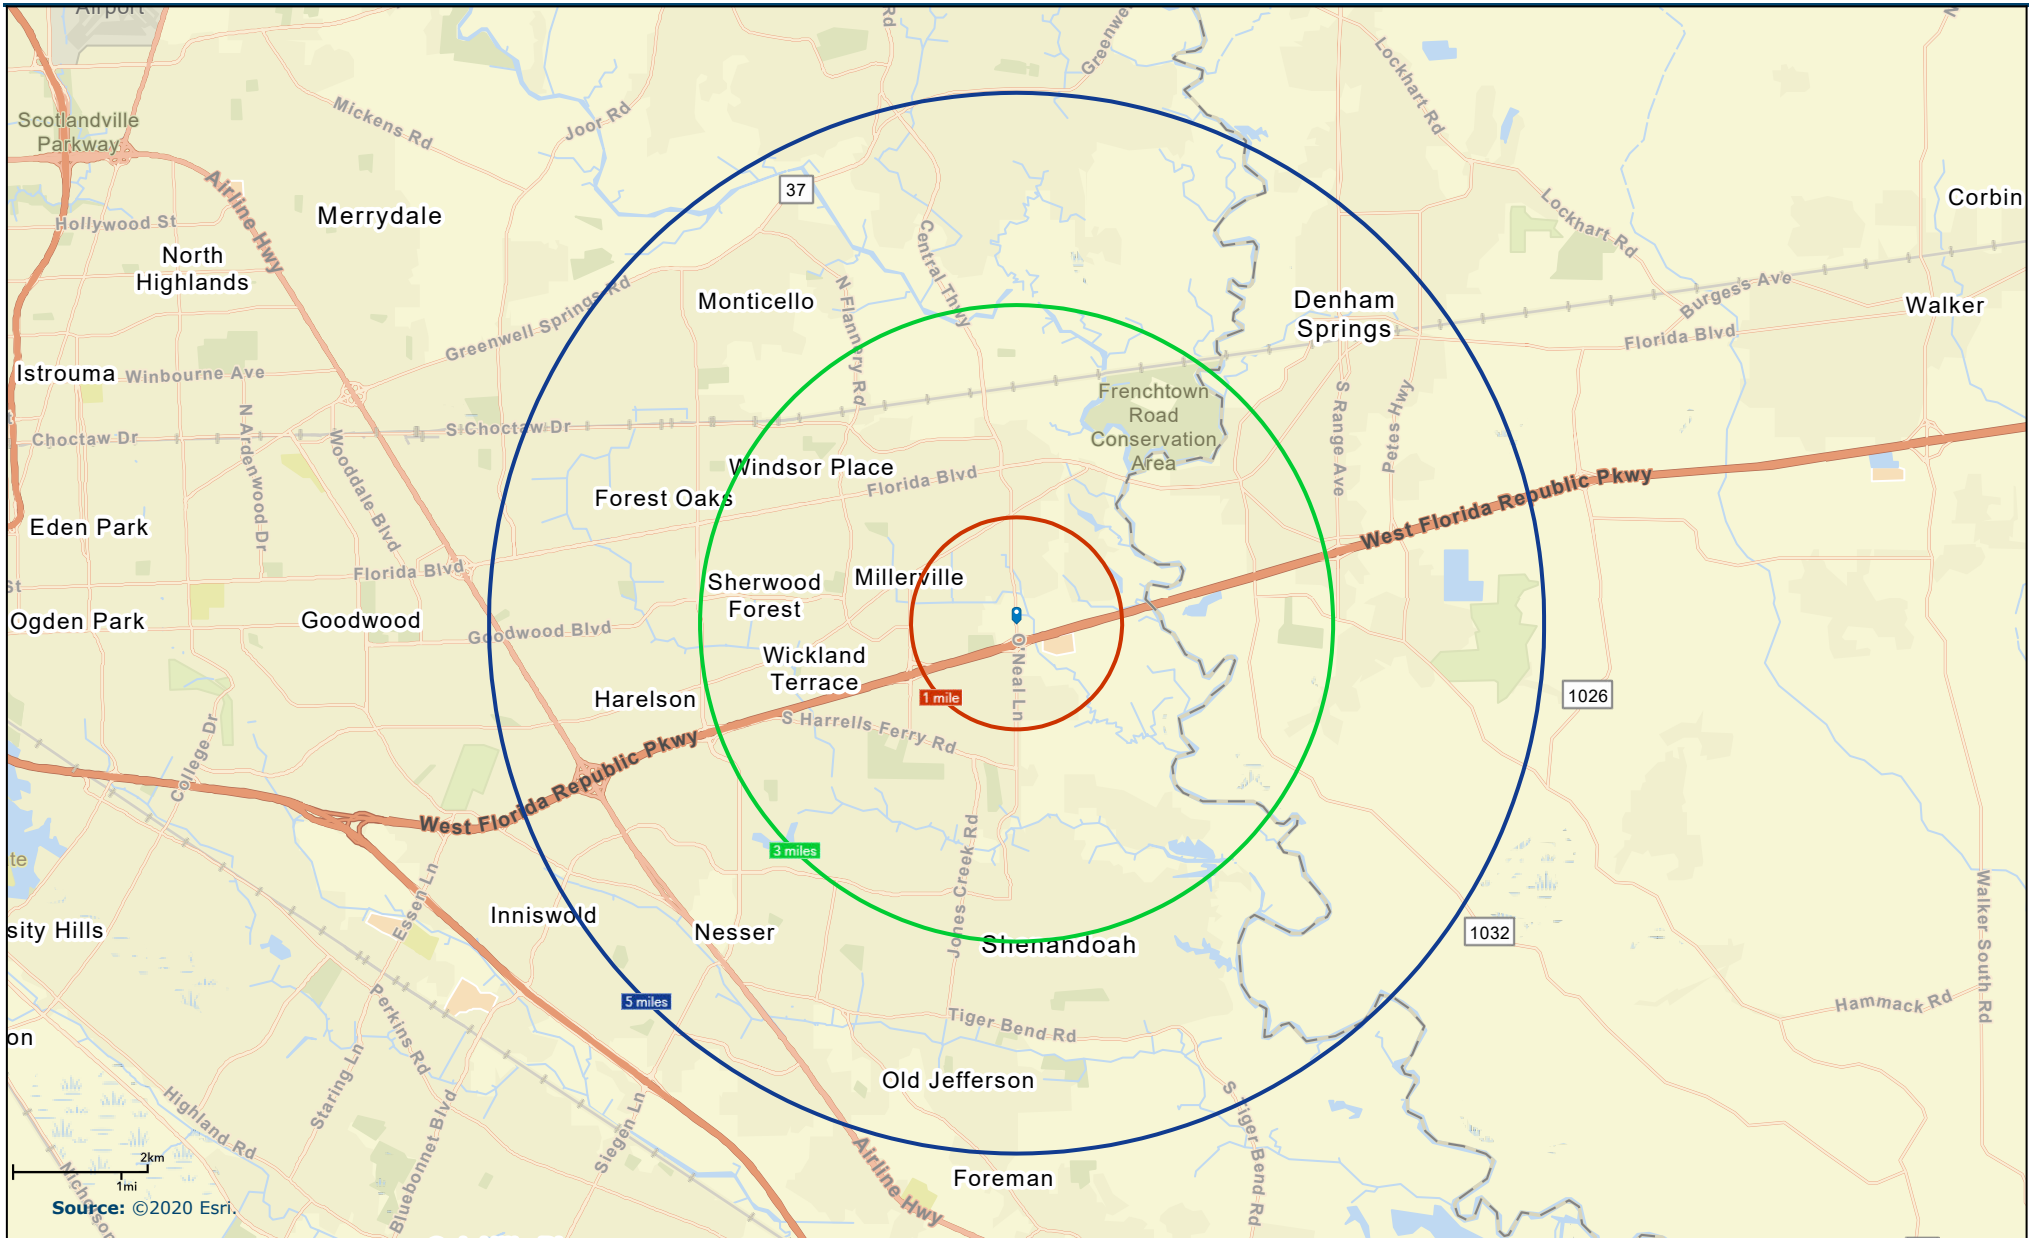 Airport
Rd
Greenwe
N
Lockhart Rd
Scotlandville
Parkway
Mickens Rd
Joor Rd
Airline Hwy
37
Corbin
Hollywood St
Merrydale
Lockhart Rd
Central Thwy
North
Highlands
Monticello
N Flannery Rd
Denham
Springs
Burgess Ave
Walker
Greenwell Springs Rd
Florida Blvd
Istrouma
Winbourne Ave
Frenchtown
Road
Conservation
Area
S Range Ave
Petes Hwy
Choctaw Dr
N Ardenwood Dr
Wooddale Blvd
S Choctaw Dr
Windsor Place
Florida Blvd
Forest Oaks
West Florida Republic Pkwy
Eden Park
Florida Blvd
Sherwood
Forest
Millerville
St
Ogden Park
Goodwood
Goodwood Blvd
Wickland
Terrace
O'Neal Ln
Harelson
1 mile
1026
S Harrells Ferry Rd
College Dr
West Florida Republic Pkwy
3 miles
te
Jones Creek Rd
Essen Ln
Inniswold
Nesser
Shenandoah
sity Hills
1032
Walker South Rd
5 miles
Perkins Rd
Tiger Bend Rd
Hammack Rd
on
Staring Ln
Old Jefferson
Highland Rd
Bluebonnet Blvd
Siegen Ln
S Tiger Bend Rd
2km
1mi
Airline Hwy
Foreman
Nicholson
Source: ©2020 Esri.